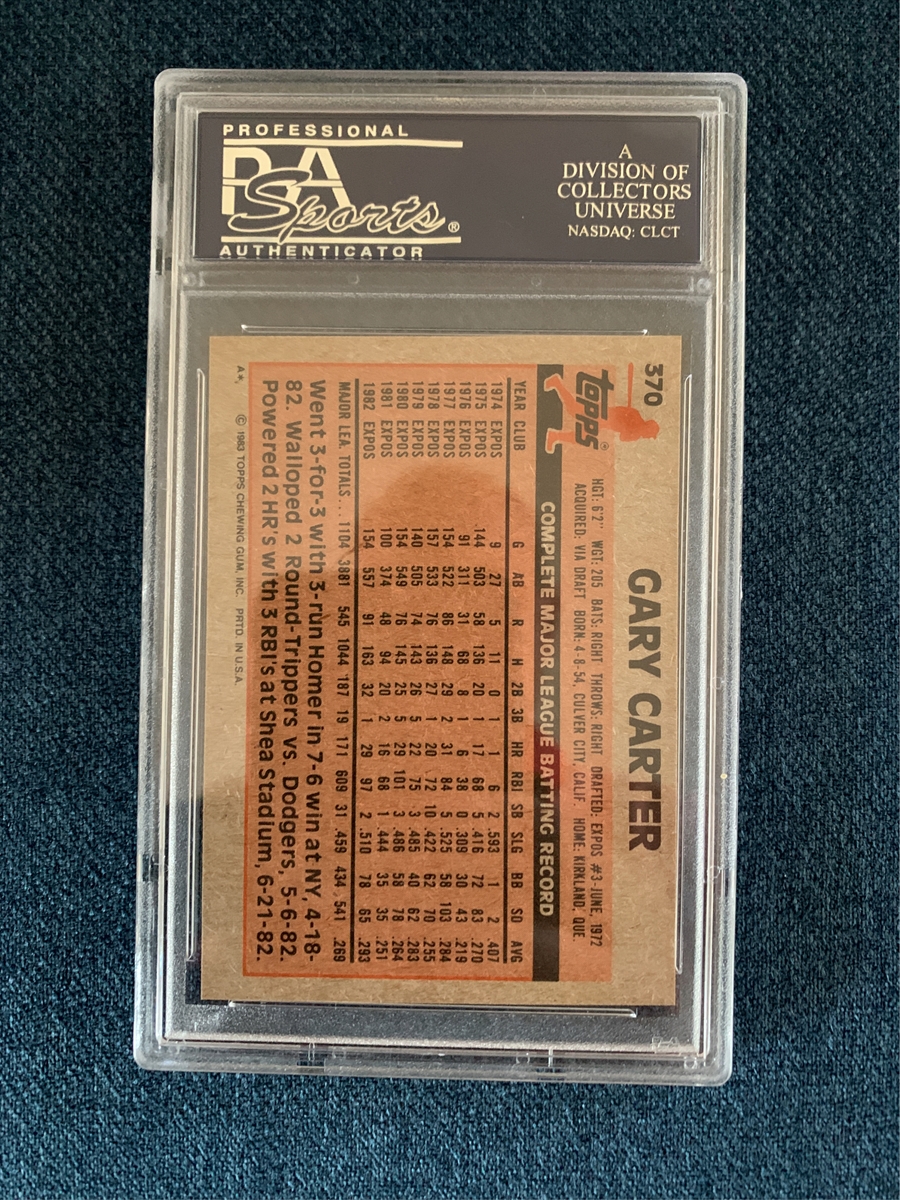 PROFESSIONAL
PSA
Sports®
AUTHENTICATOR
A
DIVISION OF
COLLECTORS
UNIVERSE
NASDAQ: CLCT
370
GARY CARTER
TOPPS®
HGT: 6'2" WGT: 205 BATS: RIGHT THROWS: RIGHT DRAFTED: EXPOS #3-JUNE, 1972
ACQUIRED: VIA DRAFT BORN: 4-8-54, CULVER CITY, CALIF. HOME: KIRKLAND, QUE
COMPLETE MAJOR LEAGUE BATTING RECORD
YEAR CLUB G AB R H 2B 3B HR RBI SB SLG BB SO AVG
1974 EXPOS 9 27 5 11 0 1 1 6 2 .593 1 2 .407
1975 EXPOS 144 503 58 136 20 1 17 68 5 .416 72 83 .270
1976 EXPOS 91 311 31 68 8 1 6 38 0 .309 30 43 .219
1977 EXPOS 154 522 86 148 29 2 31 84 5 .525 58 103 .284
1978 EXPOS 157 533 76 136 27 1 20 72 10 .422 62 70 .255
1979 EXPOS 140 505 74 143 26 5 22 75 3 .485 40 62 .283
1980 EXPOS 154 549 76 145 25 5 29 101 3 .486 58 78 .264
1981 EXPOS 100 374 48 94 20 2 16 68 1 .444 35 35 .251
1982 EXPOS 154 557 91 163 32 1 29 97 2 .510 78 65 .293
MAJOR LEA. TOTALS... 1104 3881 545 1044 187 19 171 609 31 .459 434 541 .269
Went 3-for-3 with 3-run Homer in 7-6 win at NY, 4-18-
82. Walloped 2 Round-Trippers vs. Dodgers, 5-6-82.
Powered 2 HR's with 3 RBI's at Shea Stadium, 6-21-82.
A*, © 1983 TOPPS CHEWING GUM, INC. PRTD. IN U.S.A.